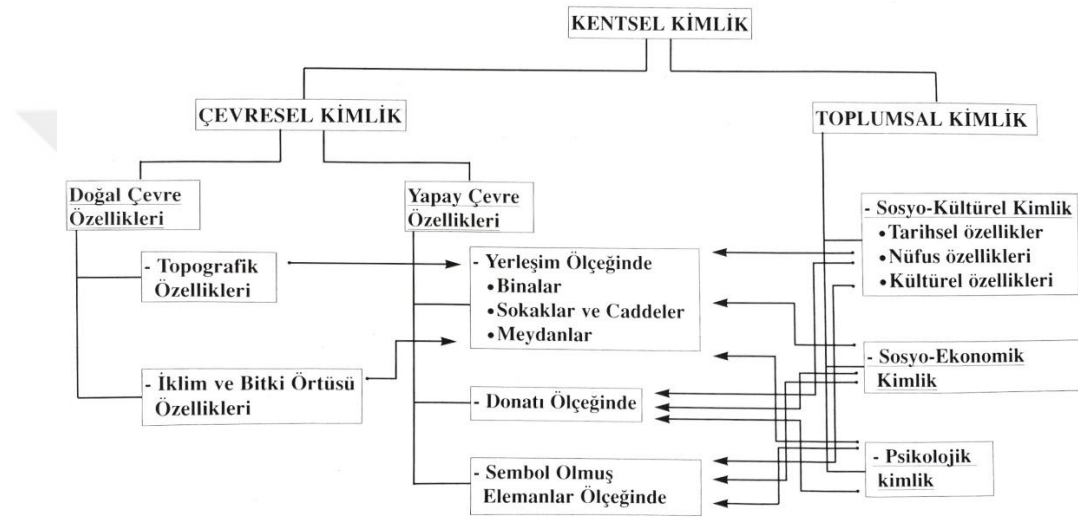 KENTSEL KİMLİK
ÇEVRESEL KİMLİK
TOPLUMSAL KİMLİK
Doğal Çevre
Özellikleri
Yapay Çevre
Özellikleri
- Topografik
Özellikleri
- İklim ve Bitki Örtüsü
Özellikleri
- Yerleşim Ölçeğinde
• Binalar
• Sokaklar ve Caddeler
• Meydanlar
- Donatı Ölçeğinde
- Sembol Olmuş
Elemanlar Ölçeğinde
- Sosyo-Kültürel Kimlik
• Tarihsel özellikler
• Nüfus özellikleri
• Kültürel özellikleri
- Sosyo-Ekonomik
Kimlik
- Psikolojik
kimlik